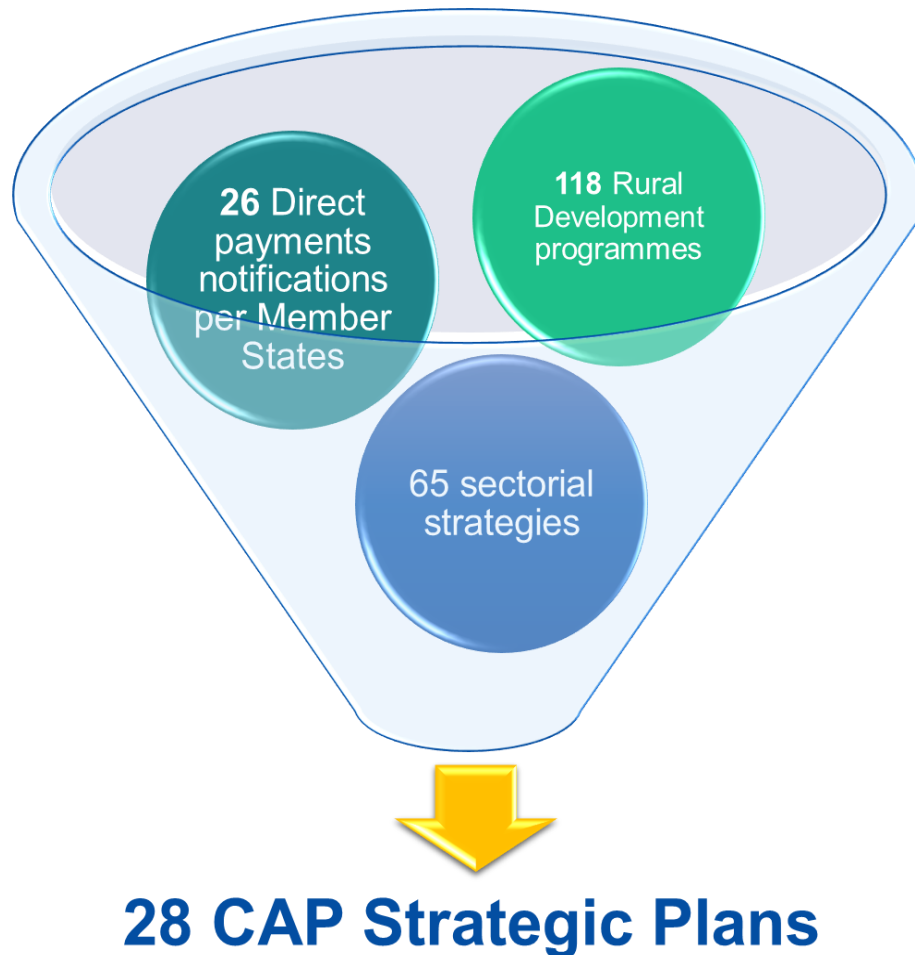 26 Direct
payments
notifications
per Member
States
118 Rural
Development
programmes
65 sectorial
strategies
28 CAP Strategic Plans